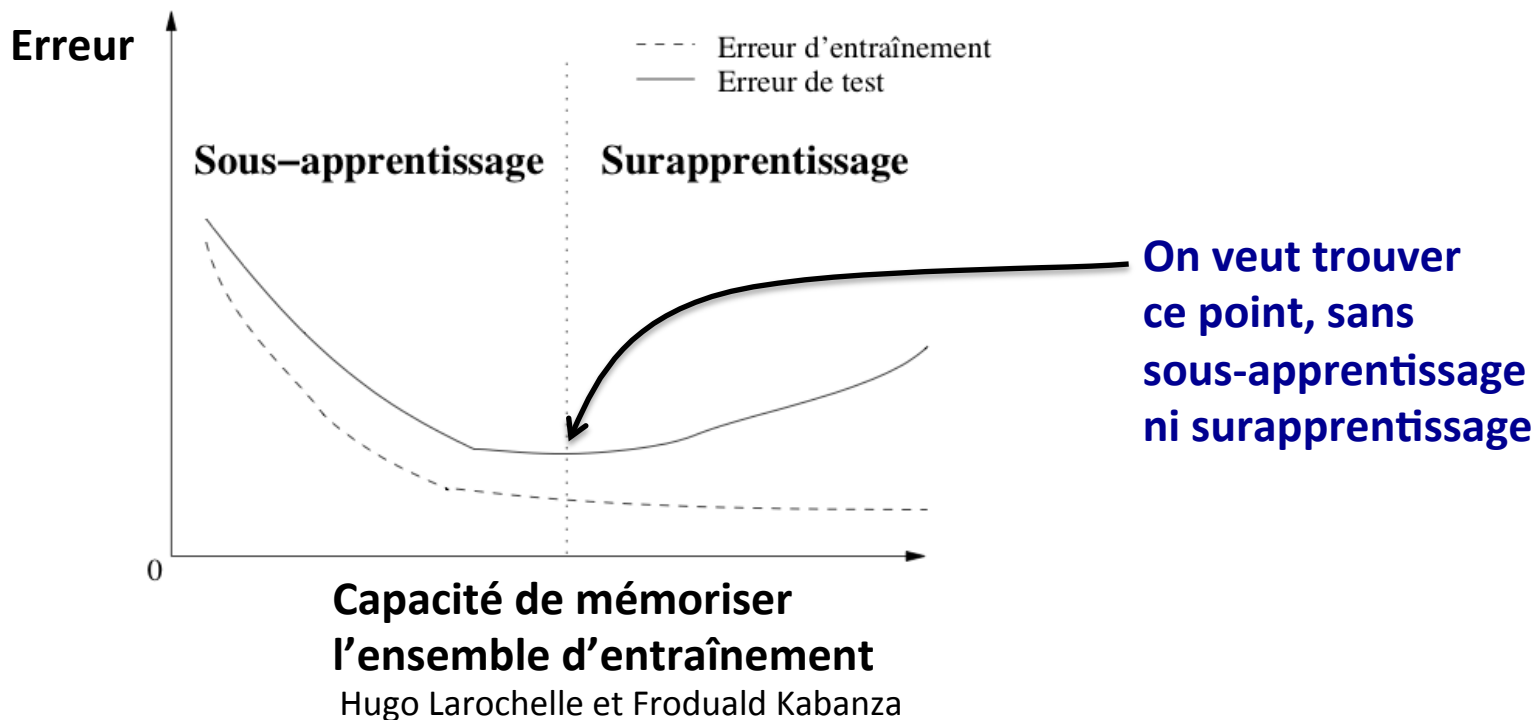 Erreur
Erreur d'entraînement
Erreur de test
Sous-apprentissage
Surapprentissage
On veut trouver
ce point, sans
sous-apprentissage
ni surapprentissage
0
Capacité de mémoriser
l’ensemble d’entraînement
Hugo Larochelle et Froduald Kabanza